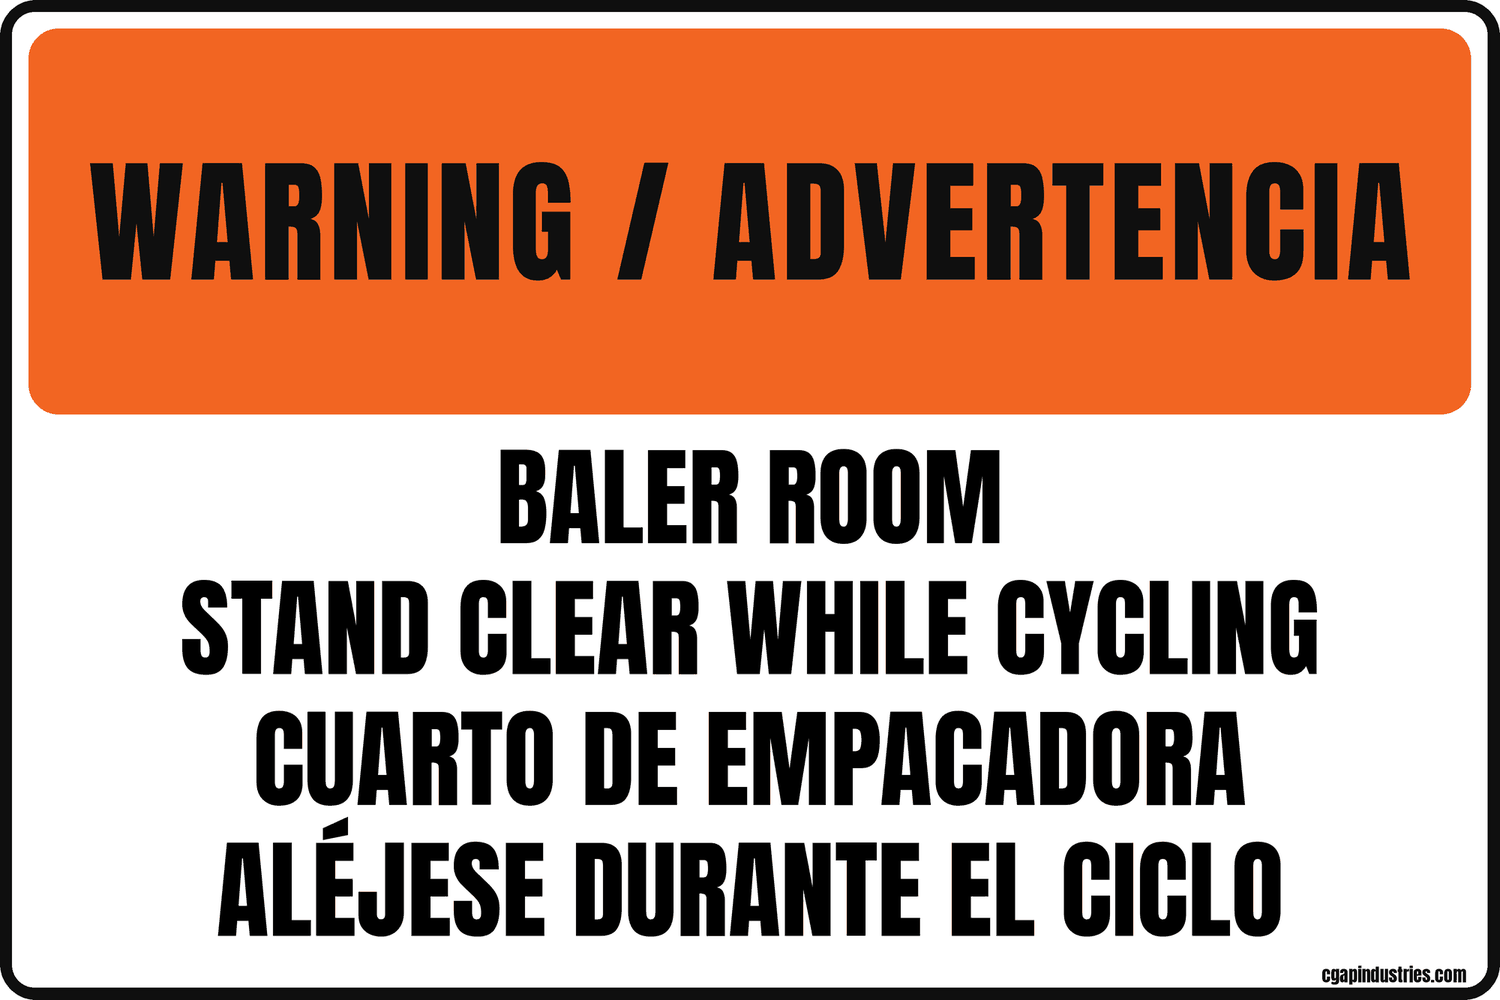 WARNING / ADVERTENCIA
BALER ROOM
STAND CLEAR WHILE CYCLING
CUARTO DE EMPACADORA
ALÉJESE DURANTE EL CICLO
cgapindustries.com